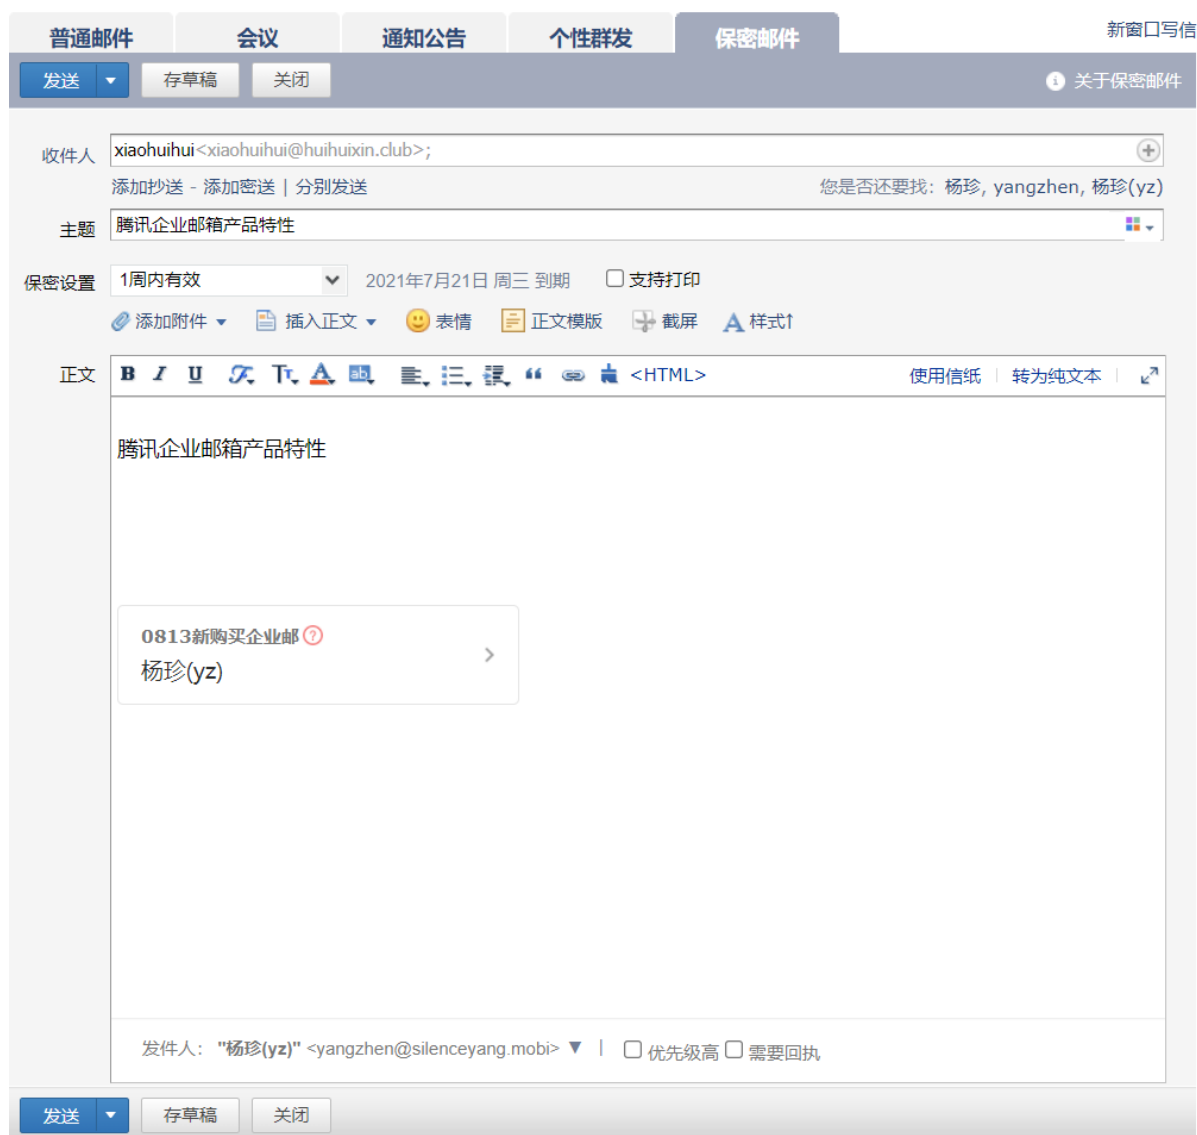 普通邮件 会议 通知公告 个性群发 保密邮件 新窗口写信
发送 存草稿 关闭 关于保密邮件
收件人 xiaohuihui<xiaohuihui@huihuixin.club>;
添加抄送 - 添加密送 | 分别发送 您是否还要找: 杨珍, yangzhen, 杨珍(yz)
主题 腾讯企业邮箱产品特性
保密设置 1周内有效 2021年7月21日 周三 到期 支持打印
添加附件 插入正文 表情 正文模版 截屏 样式↑
正文 B I U <HTML> 使用信纸 | 转为纯文本 |
腾讯企业邮箱产品特性
0813新购买企业邮
杨珍(yz)
发件人: "杨珍(yz)" <yangzhen@silenceyang.mobi> ▼ | 优先级高 需要回执
发送 存草稿 关闭